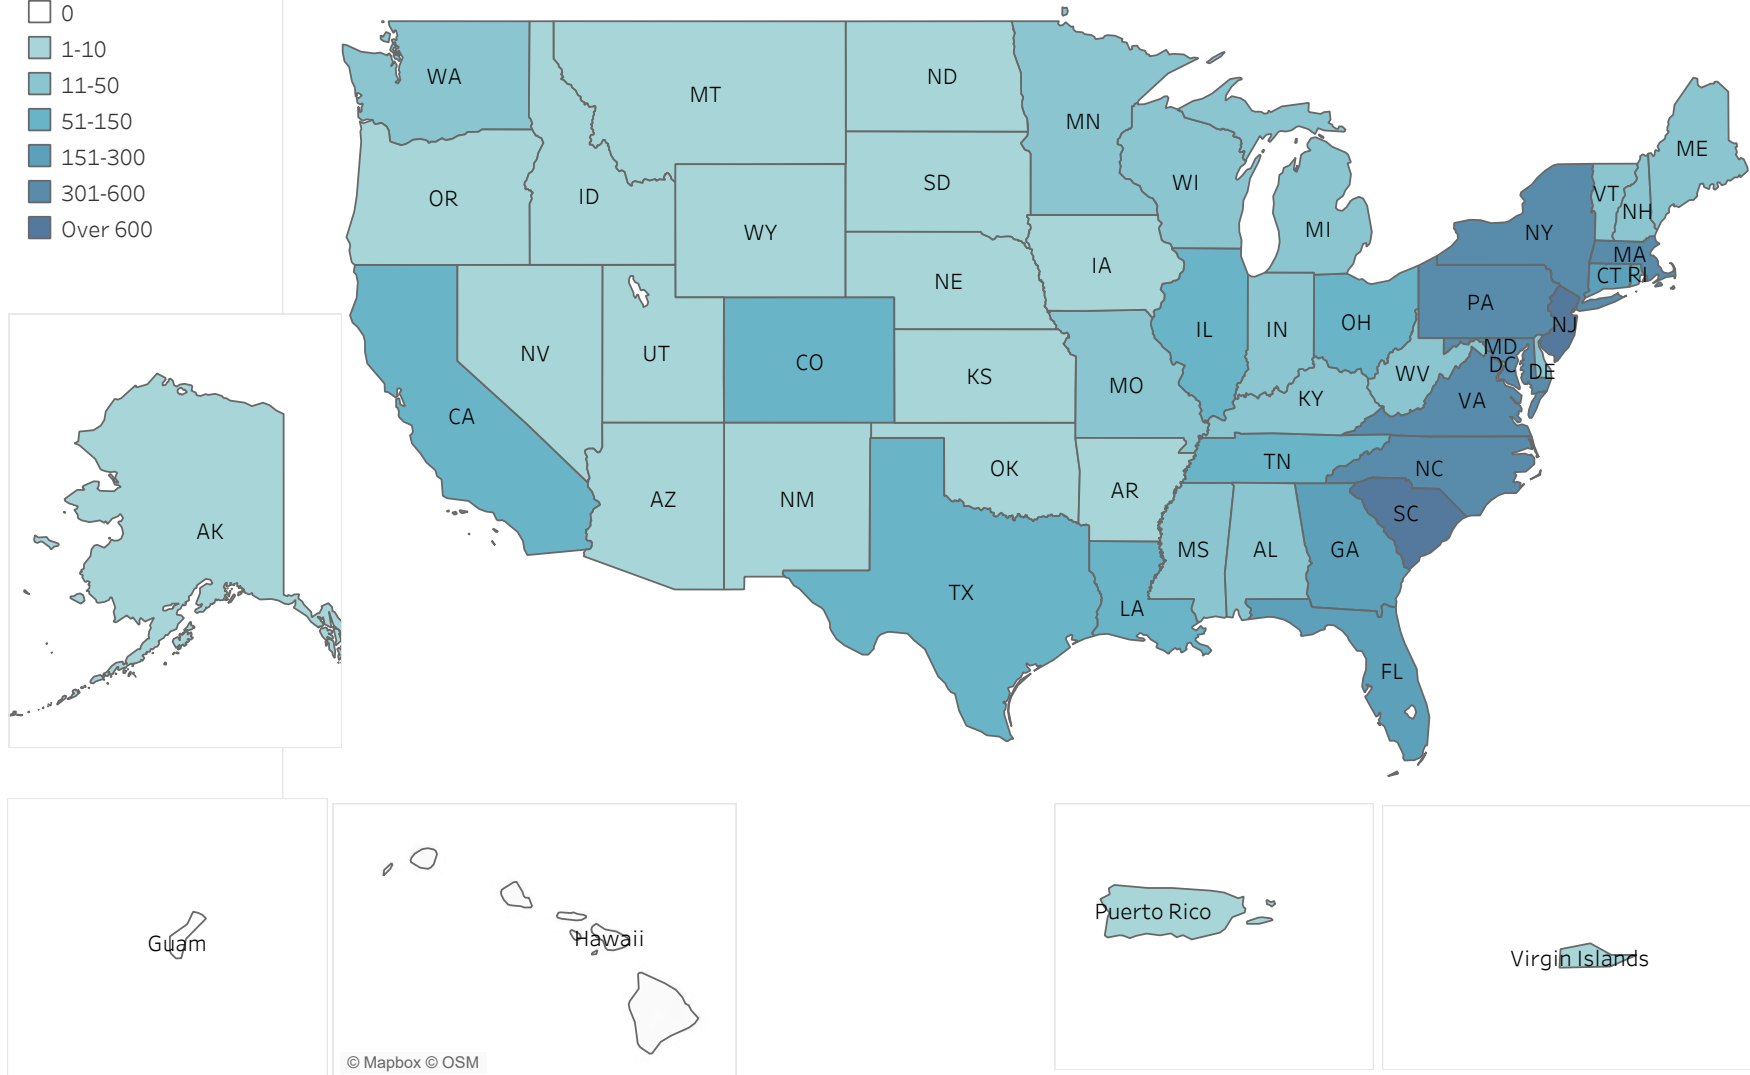 0
1-10
11-50
51-150
151-300
301-600
Over 600
WA
MT
ND
MN
ME
OR
ID
SD
WI
VT
NH
WY
MI
NY
MA
IA
CT RI
NE
PA
NV
UT
CO
IL
IN
OH
NJ
MD
DC
DE
KS
MO
WV
KY
VA
CA
TN
NC
AZ
NM
OK
AR
SC
AK
MS
AL
GA
TX
LA
FL
Guam
Hawaii
Puerto Rico
Virgin Islands
© Mapbox © OSM